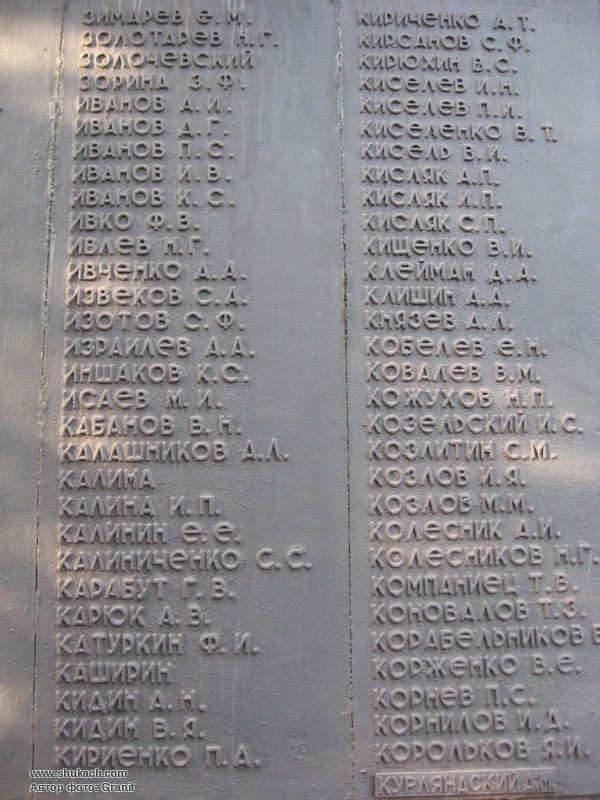 ЗИМАРЕВ Е.М.
ЗОЛОТАРЕВ Н.Г.
ЗОЛОЧЕВСКИЙ
ЗОРИНА З.Ф.
ИВАНОВ А.И.
ИВАНОВ Д.Г.
ИВАНОВ П.С.
ИВАНОВ И.В.
ИВАНОВ К.С.
ИВКО Ф.В.
ИВЛЕВ Н.Г.
ИВЧЕНКО А.А.
ИЗВЕКОВ С.А.
ИЗОТОВ С.Ф.
ИЗРАИЛЕВ Д.А.
ИНШАКОВ К.С.
ИСАЕВ М.И.
КАБАНОВ В.Н.
КАЛАШНИКОВ А.Л.
КАЛИНА
КАЛИНА И.П.
КАЛИНИН Е.Е.
КАЛИНИЧЕНКО С.С.
КАРАБУТ Г.В.
КАРЮК А.В.
КАТУРКИН Ф.И.
КАШИРИН
КИДИН А.Н.
КИДИН В.Я.
КИРИЕНКО П.А.
КИРИЧЕНКО А.Т.
КИРСАНОВ С.Ф.
КИРЮХИН В.С.
КИСЕЛЕВ И.Н.
КИСЕЛЕВ П.И.
КИСЕЛЕНКО В.Т.
КИСЕЛЬ В.И.
КИСЛЯК А.П.
КИСЛЯК И.П.
КИСЛЯК С.П.
КИЩЕНКО В.И.
КЛЕЙМАН Д.А.
КЛИШИН А.А.
КНЯЗЕВ А.Л.
КОБЕЛЕВ Е.Н.
КОВАЛЕВ В.М.
КОЖУХОВ Н.П.
КОЗЕЛЬСКИЙ И.С.
КОЗЛИТИН С.М.
КОЗЛОВ И.Я.
КОЗЛОВ М.М.
КОЛЕСНИК Д.И.
КОЛЕСНИКОВ Н.Г.
КОМПАНИЕЦ Т.В.
КОНОВАЛОВ Т.З.
КОРАБЕЛЬНИКОВ
КОРЖЕНКО В.Е.
КОРНЕВ П.С.
КОРНИЛОВ И.Д.
КОРОЛЬКОВ Я.И.
КУРЛЯНДСКИЙ А.М.
www.shukach.com
Автор фото: Granit